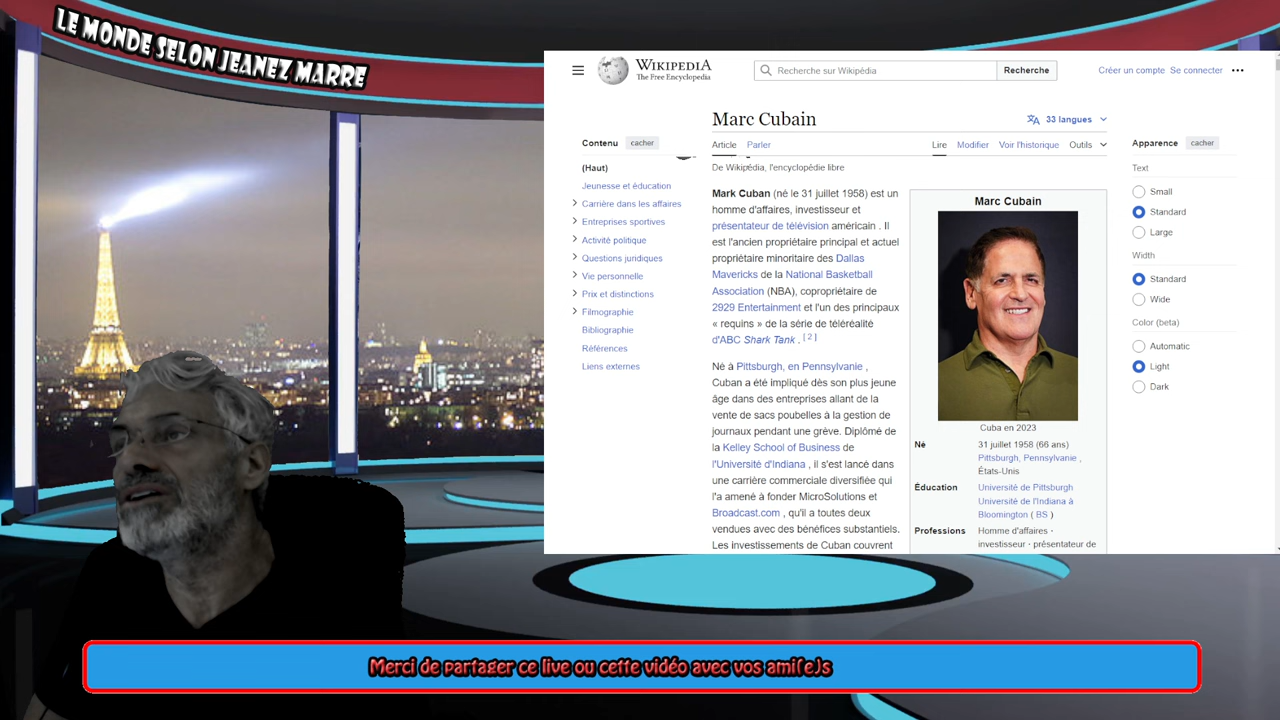 LE MONDE SELON JEANEZ MARRE
WIKIPEDIA
The Free Encyclopedia
Recherche sur Wikipédia
Recherche
Créer un compte Se connecter
Marc Cubain
33 langues
Article Parler
Lire Modifier Voir l'historique Outils
De Wikipédia, l'encyclopédie libre
Contenu cacher
(Haut)
Jeunesse et éducation
Carrière dans les affaires
Entreprises sportives
Activité politique
Questions juridiques
Vie personnelle
Prix et distinctions
Filmographie
Bibliographie
Références
Liens externes
Mark Cuban (né le 31 juillet 1958) est un
homme d'affaires, investisseur et
présentateur de télévision américain . Il
est l'ancien propriétaire principal et actuel
propriétaire minoritaire des Dallas
Mavericks de la National Basketball
Association (NBA), copropriétaire de
2929 Entertainment et l'un des principaux
« requins » de la série de téléréalité
d'ABC Shark Tank . [ 2 ]
Né à Pittsburgh, en Pennsylvanie ,
Cuban a été impliqué dès son plus jeune
âge dans des entreprises allant de la
vente de sacs poubelles à la gestion de
journaux pendant une grève. Diplômé de
la Kelley School of Business de
l'Université d'Indiana , il s'est lancé dans
une carrière commerciale diversifiée qui
l'a amené à fonder MicroSolutions et
Broadcast.com , qu'il a toutes deux
vendues avec des bénéfices substantiels.
Les investissements de Cuban couvrent
Marc Cubain
Cuba en 2023
Né 31 juillet 1958 (66 ans)
Pittsburgh, Pennsylvanie ,
États-Unis
Éducation Université de Pittsburgh
Université de l'Indiana à
Bloomington ( BS )
Professions Homme d'affaires ·
investisseur · présentateur de
Apparence cacher
Text
Small
Standard
Large
Width
Standard
Wide
Color (beta)
Automatic
Light
Dark
Merci de partager ce live ou cette vidéo avec vos ami(e)s